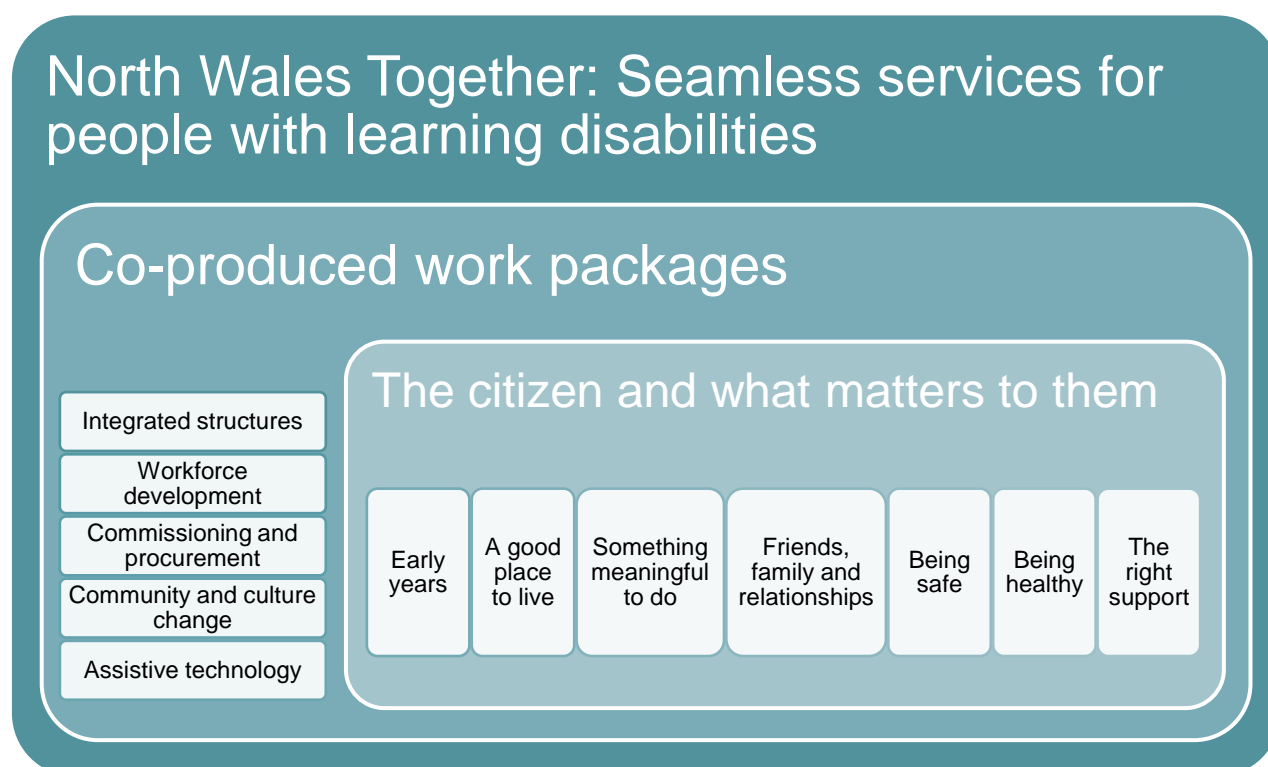 North Wales Together: Seamless services for
people with learning disabilities
Co-produced work packages
Integrated structures
Workforce
development
Commissioning and
procurement
Community and culture
change
Assistive technology
The citizen and what matters to them
Early
years
A good
place
to live
Something
meaningful
to do
Friends,
family and
relationships
Being
safe
Being
healthy
The
right
support